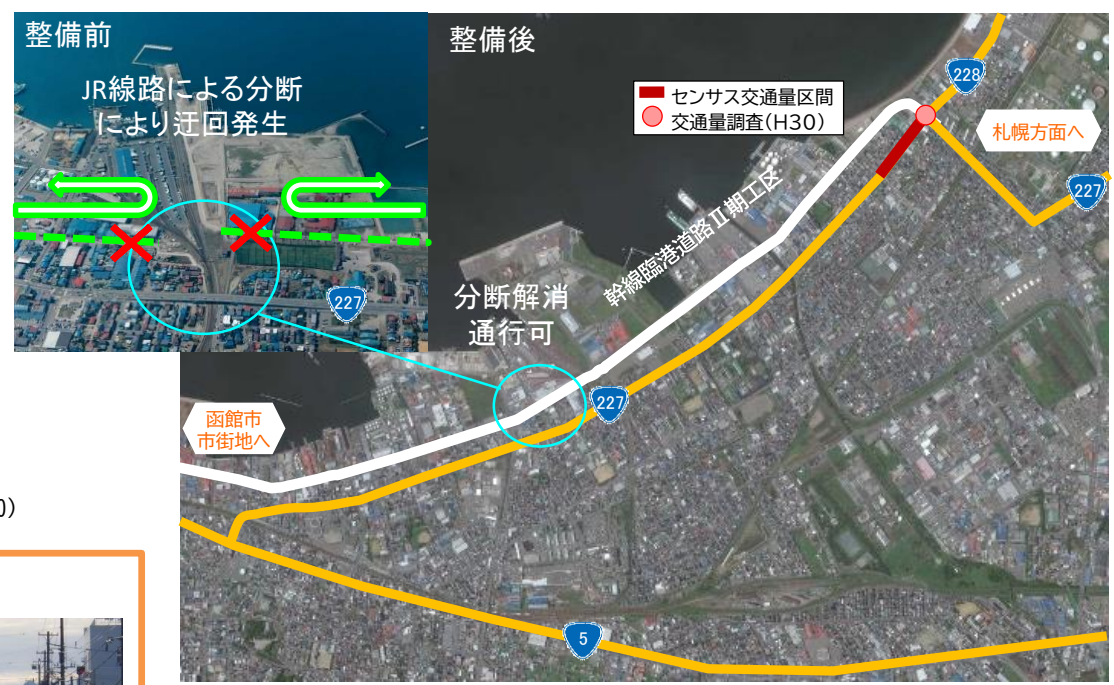 整備前
JR線路による分断
により迂回発生
227
整備後
センサス交通量区間
交通量調査(H30)
228
札幌方面へ
227
幹線臨港道路Ⅱ期工区
分断解消
通行可
227
函館市
市街地へ
5